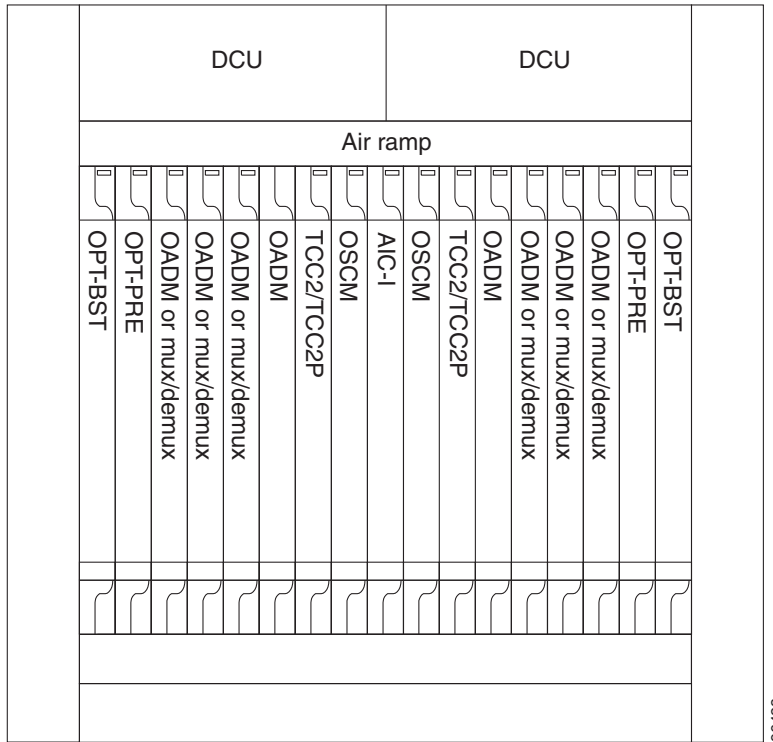 DCU
DCU
Air ramp
OPT-BST
OPT-PRE
OADM or mux/demux
OADM or mux/demux
OADM or mux/demux
OADM
TCC2/TCC2P
OSCM
AIC-I
OSCM
TCC2/TCC2P
OADM
OADM or mux/demux
OADM or mux/demux
OADM or mux/demux
OPT-PRE
OPT-BST